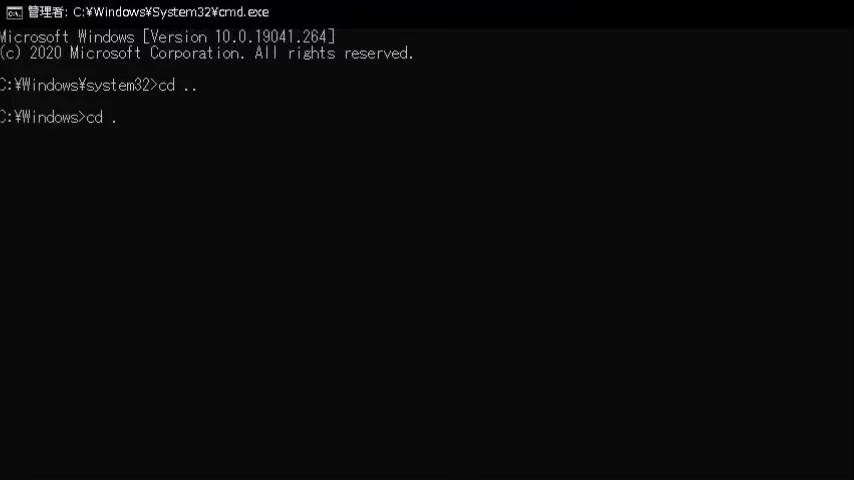 管理者: C:¥Windows¥System32¥cmd.exe
Microsoft Windows [Version 10.0.19041.264]
(c) 2020 Microsoft Corporation. All rights reserved.
C:¥Windows¥system32>cd ..
C:¥Windows>cd .